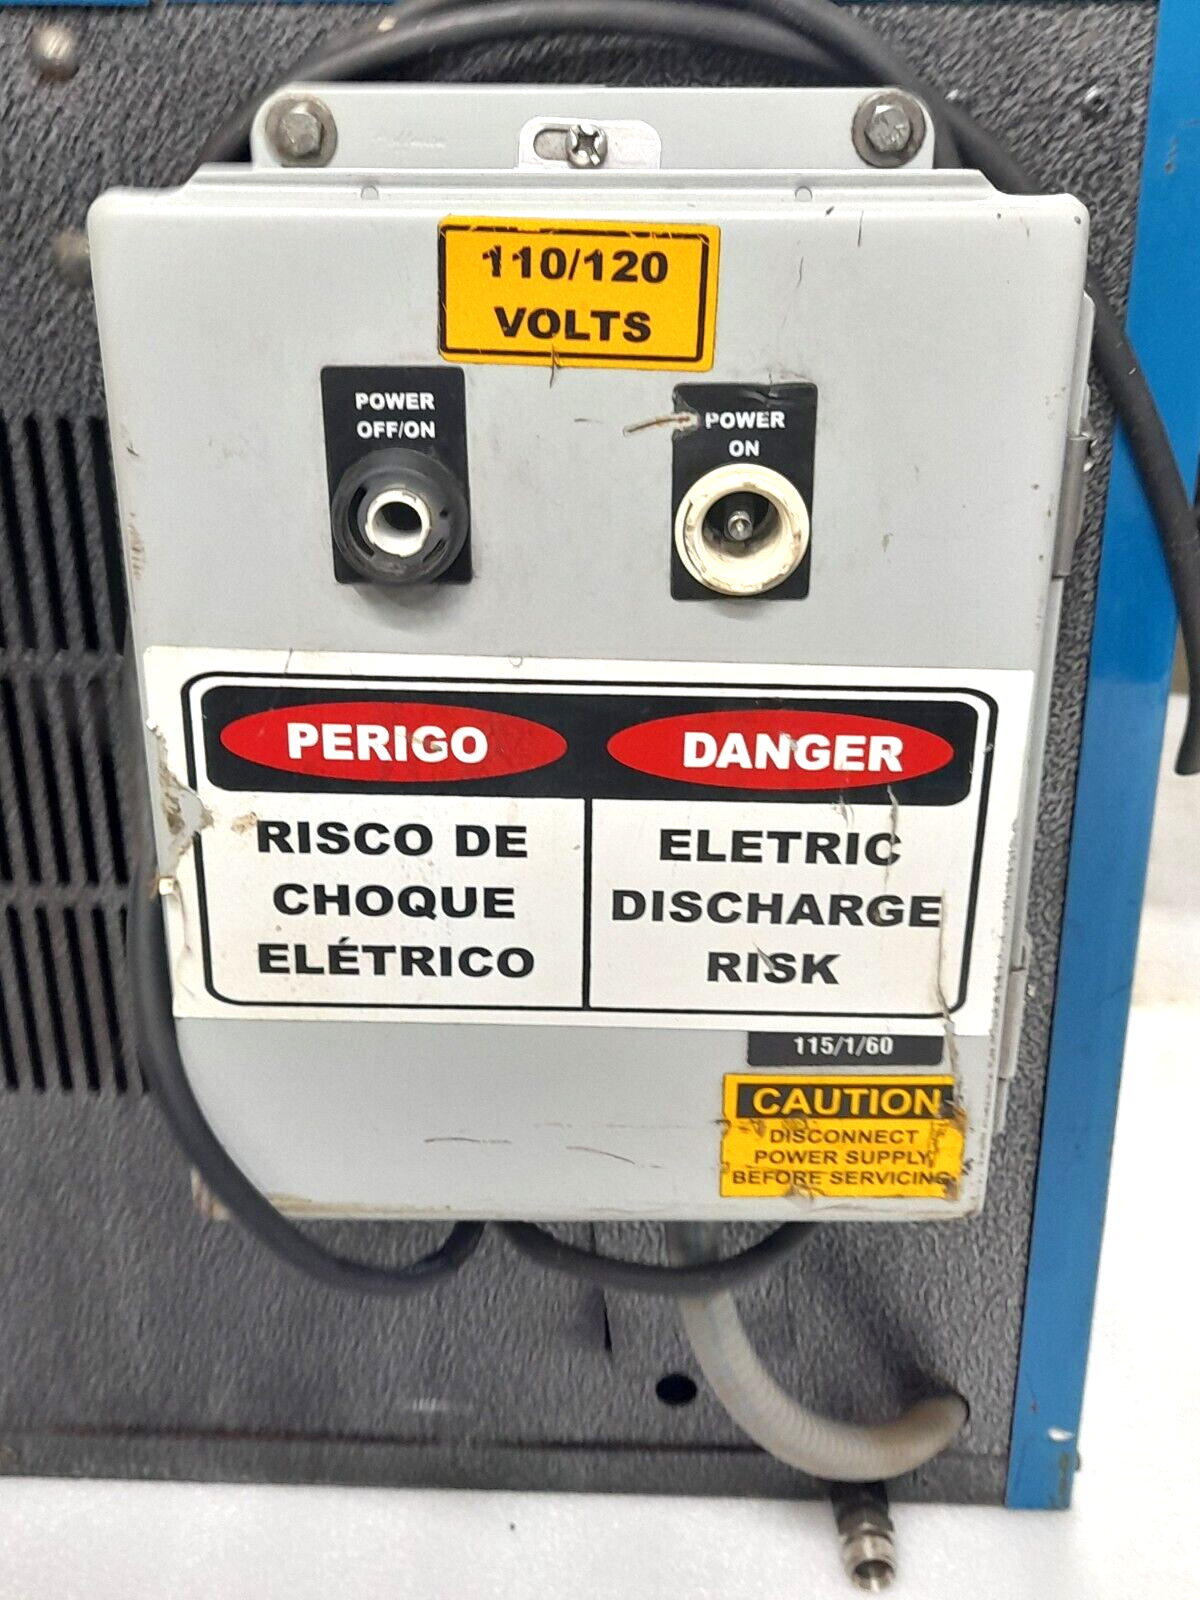 110/120
VOLTS
POWER
OFF/ON
POWER
ON
PERIGO
RISCO DE
CHOQUE
ELÉTRICO
DANGER
ELETRIC
DISCHARGE
RISK
115/1/60
CAUTION
DISCONNECT
POWER SUPPLY
BEFORE SERVICING